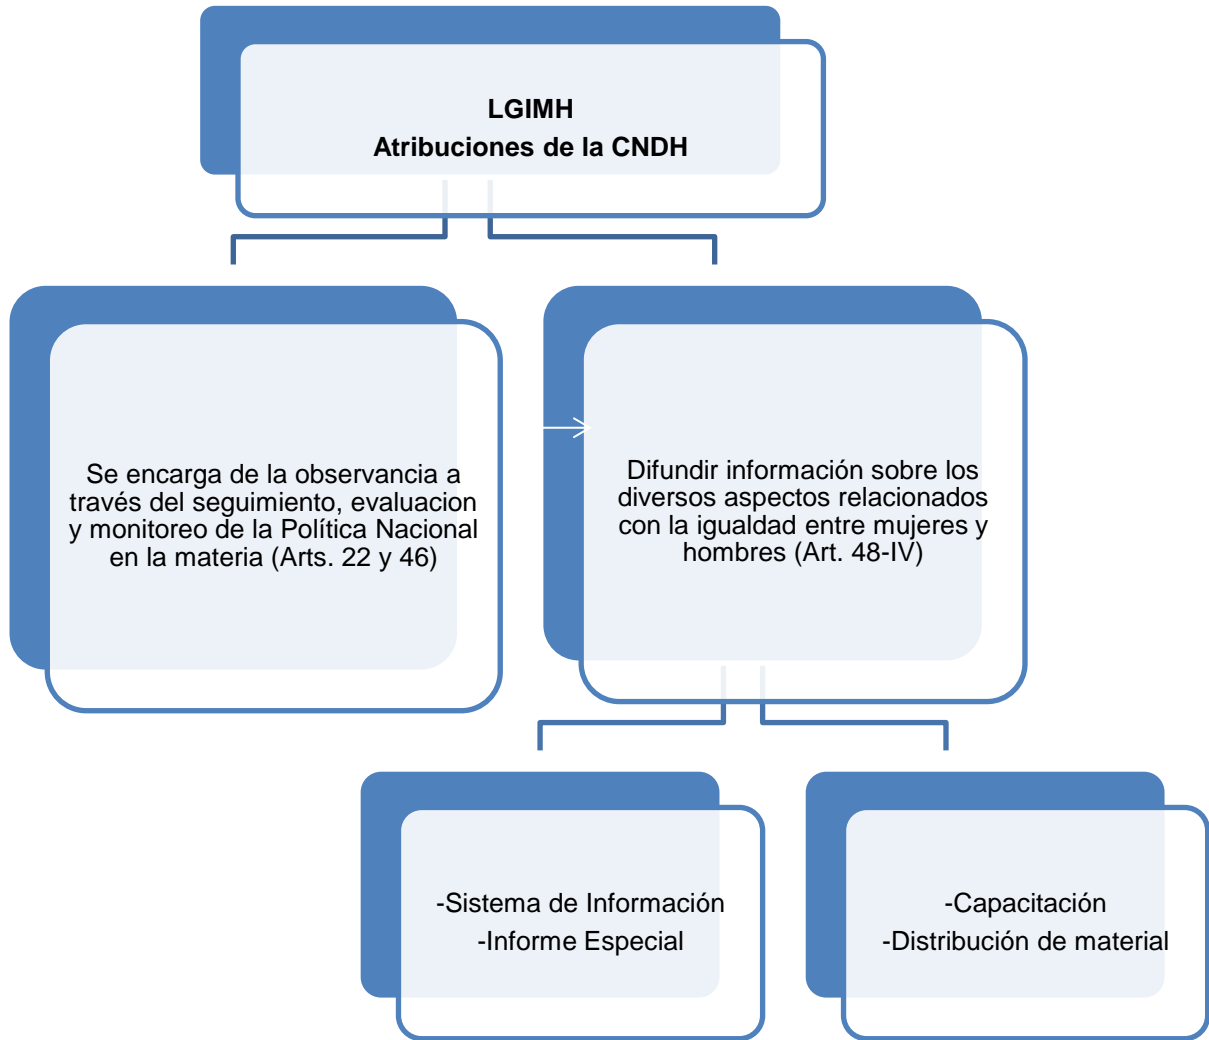 LGIMH
Atribuciones de la CNDH
Se encarga de la observancia a
través del seguimiento, evaluacion
y monitoreo de la Política Nacional
en la materia (Arts. 22 y 46)
Difundir información sobre los
diversos aspectos relacionados
con la igualdad entre mujeres y
hombres (Art. 48-IV)
-Sistema de Información
-Informe Especial
-Capacitación
-Distribución de material